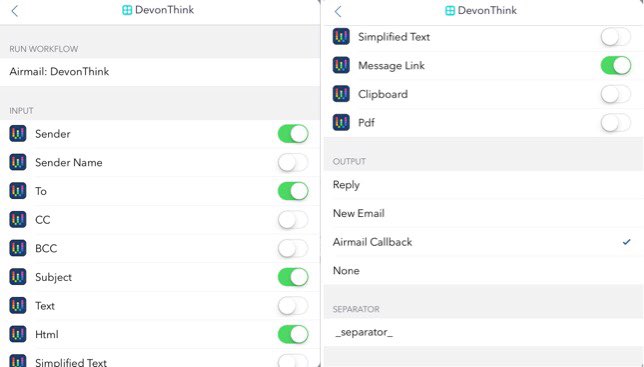 DevonThink
RUN WORKFLOW
Airmail: DevonThink
INPUT
Sender
Sender Name
To
CC
BCC
Subject
Text
Html
Simplified Text
DevonThink
Simplified Text
Message Link
Clipboard
Pdf
OUTPUT
Reply
New Email
Airmail Callback
None
SEPARATOR
_separator_